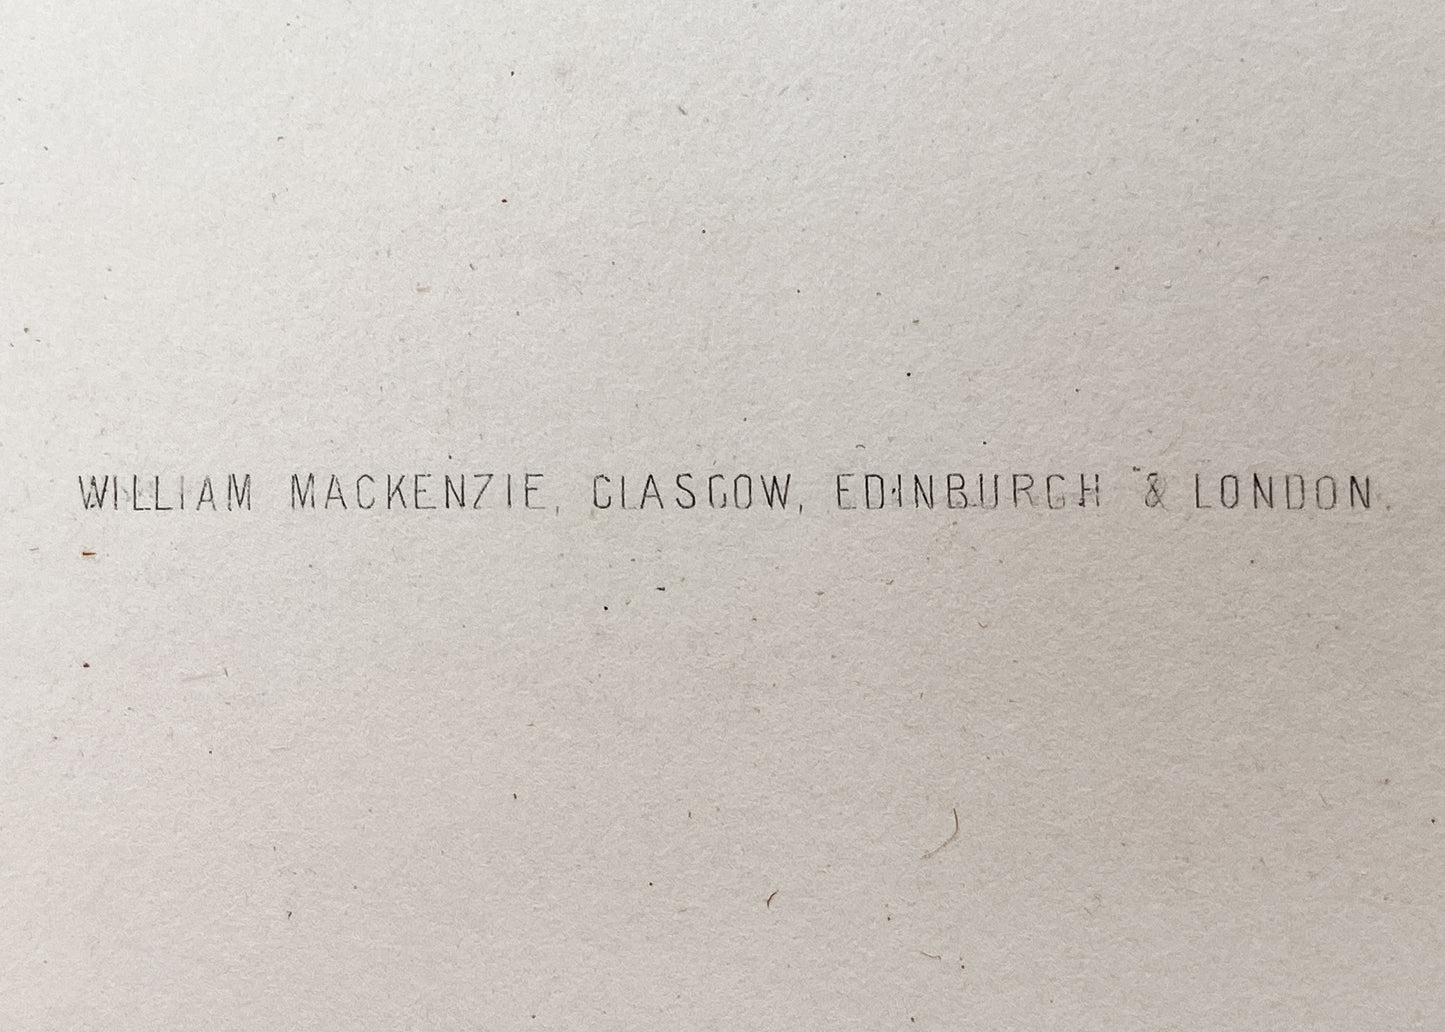 WILLIAM MACKENZIE, GLASGOW, EDINBURGH & LONDON.